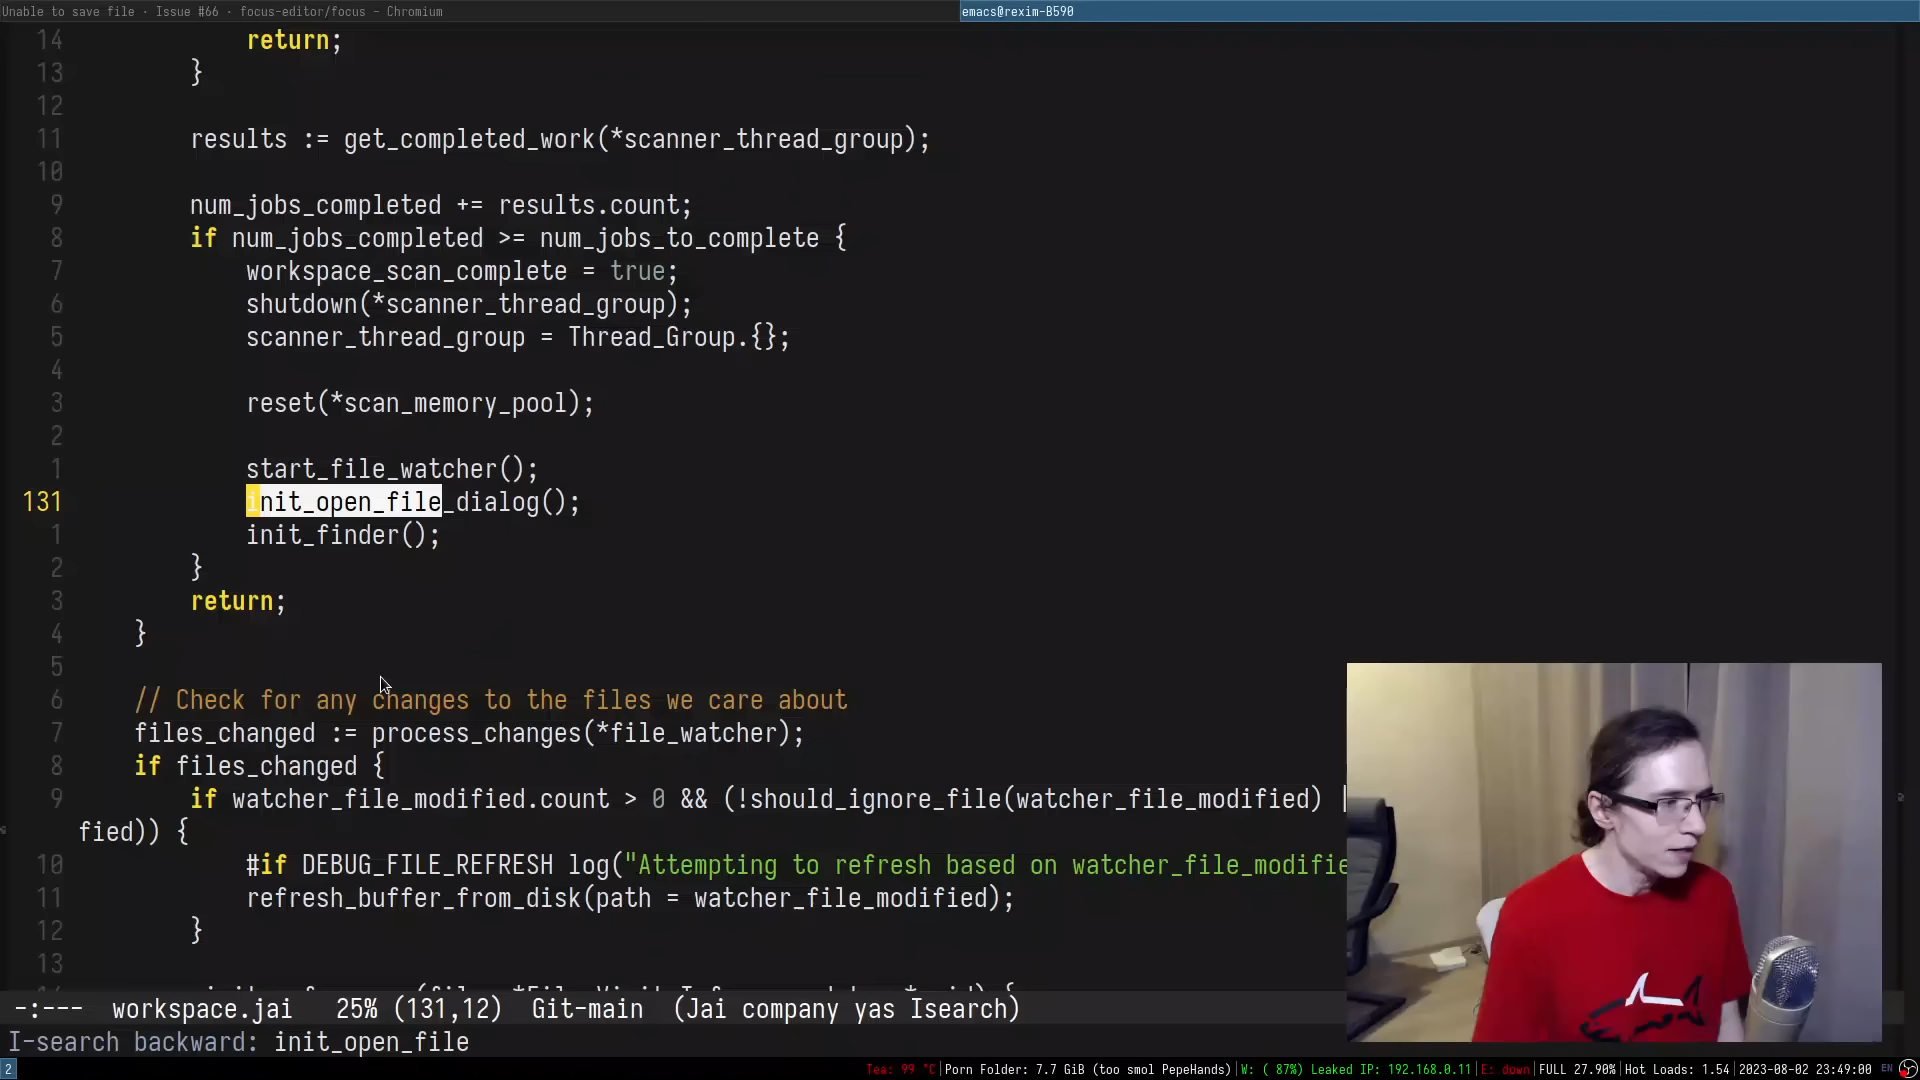 Unable to save file · Issue #66 · focus-editor/focus - Chromium
emacs@rexim-B590
14 return;
13 }
12
11 results := get_completed_work(*scanner_thread_group);
10
9 num_jobs_completed += results.count;
8 if num_jobs_completed >= num_jobs_to_complete {
7 workspace_scan_complete = true;
6 shutdown(*scanner_thread_group);
5 scanner_thread_group = Thread_Group.{};
4
3 reset(*scan_memory_pool);
2
1 start_file_watcher();
131 init_open_file_dialog();
1 init_finder();
2 }
3 return;
4 }
5
6 // Check for any changes to the files we care about
7 files_changed := process_changes(*file_watcher);
8 if files_changed {
9 if watcher_file_modified.count > 0 && (!should_ignore_file(watcher_file_modified) |
fied)) {
10 #if DEBUG_FILE_REFRESH log("Attempting to refresh based on watcher_file_modifie
11 refresh_buffer_from_disk(path = watcher_file_modified);
12 }
13
-:--- workspace.jai 25% (131,12) Git-main (Jai company yas Isearch)
I-search backward: init_open_file
2 Tea: 99 °C|Porn Folder: 7.7 GiB (too smol PepeHands)|W: ( 87%) Leaked IP: 192.168.0.11|E: down|FULL 27.90%|Hot Loads: 1.54|2023-08-02 23:49:00 EN